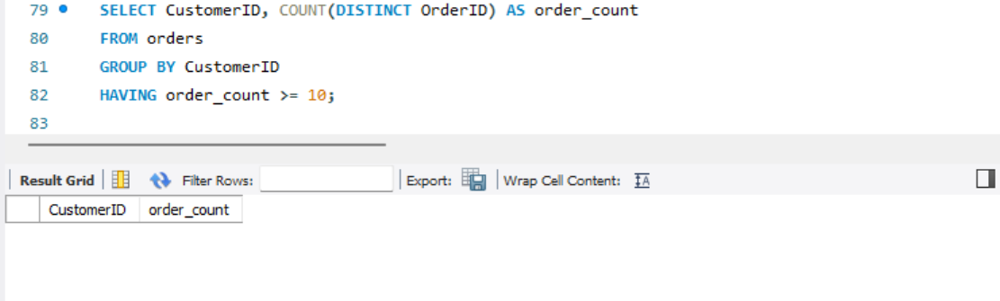 79 SELECT CustomerID, COUNT(DISTINCT OrderID) AS order_count
80 FROM orders
81 GROUP BY CustomerID
82 HAVING order_count >= 10;
83
Result Grid Filter Rows: Export: Wrap Cell Content: IA
CustomerID order_count